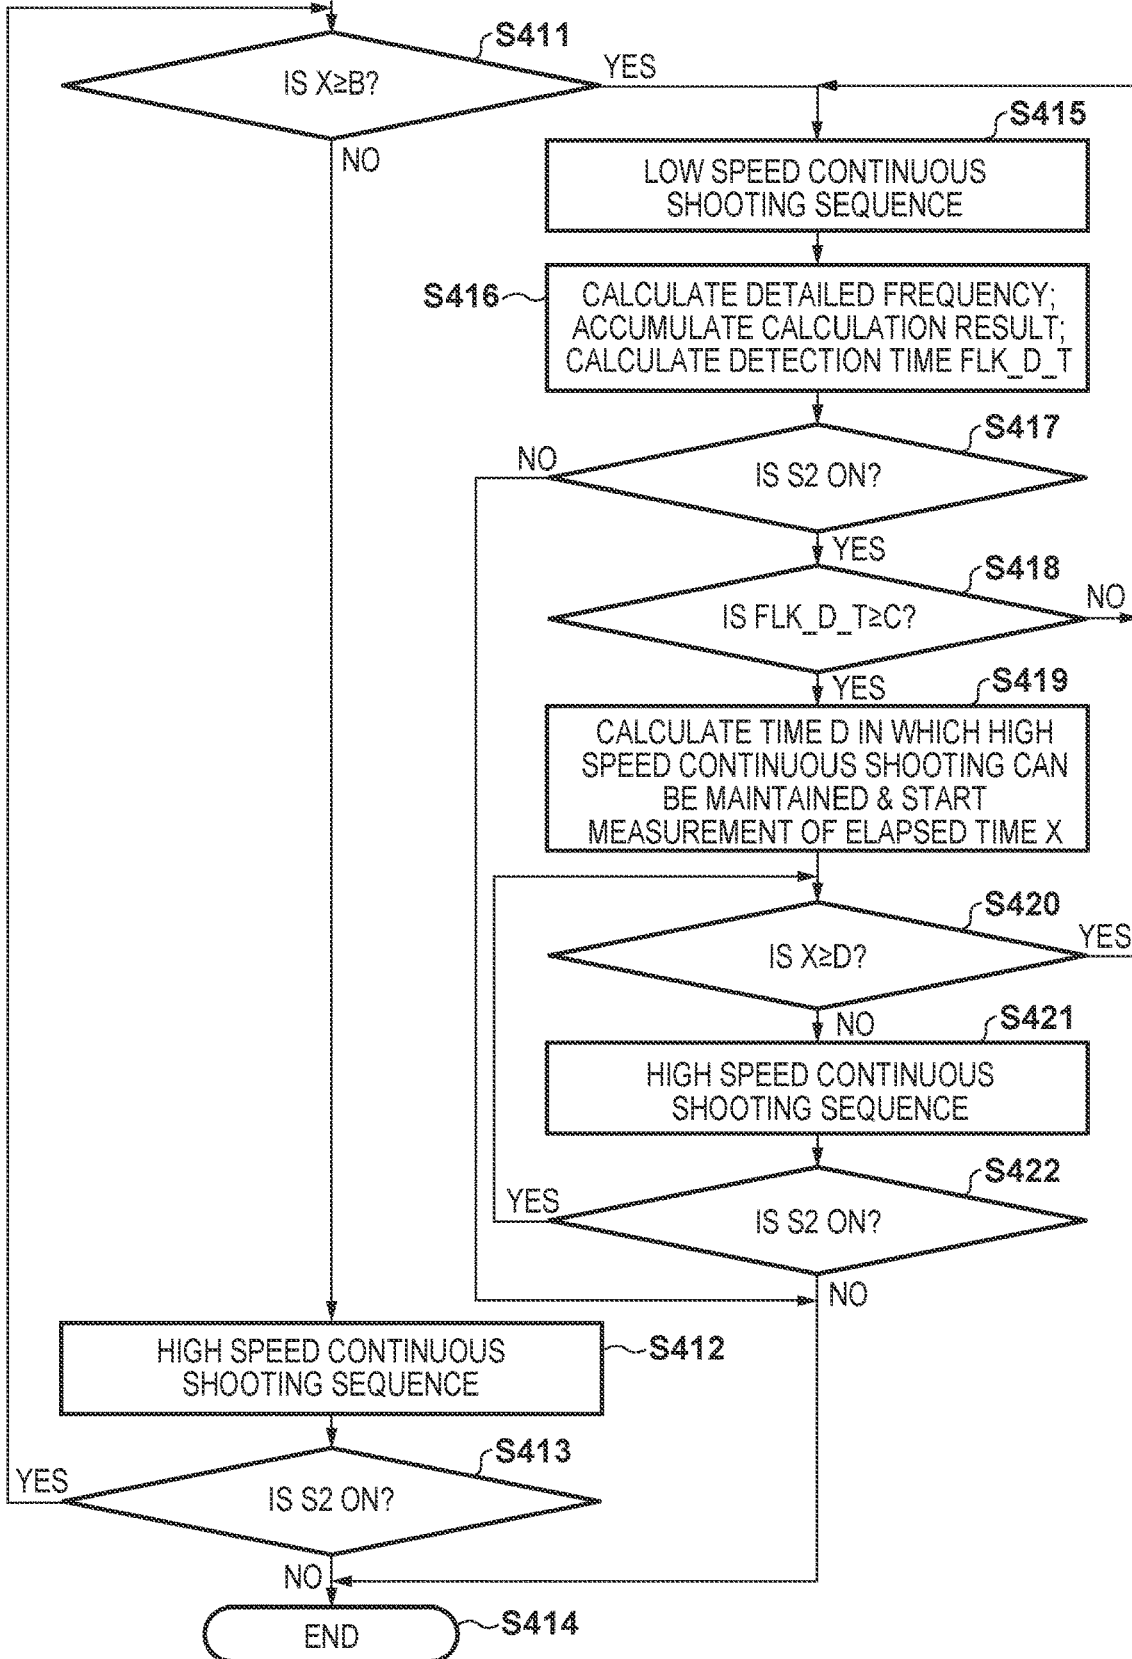 S411
IS X≥B?
YES
NO
S415
LOW SPEED CONTINUOUS
SHOOTING SEQUENCE
S416
CALCULATE DETAILED FREQUENCY;
ACCUMULATE CALCULATION RESULT;
CALCULATE DETECTION TIME FLK_D_T
S417
NO
IS S2 ON?
YES
S418
IS FLK_D_T≥C?
NO
YES
S419
CALCULATE TIME D IN WHICH HIGH
SPEED CONTINUOUS SHOOTING CAN
BE MAINTAINED & START
MEASUREMENT OF ELAPSED TIME X
S420
IS X≥D?
YES
NO
S421
HIGH SPEED CONTINUOUS
SHOOTING SEQUENCE
S422
YES
IS S2 ON?
NO
HIGH SPEED CONTINUOUS
SHOOTING SEQUENCE
S412
S413
YES
IS S2 ON?
NO
END
S414